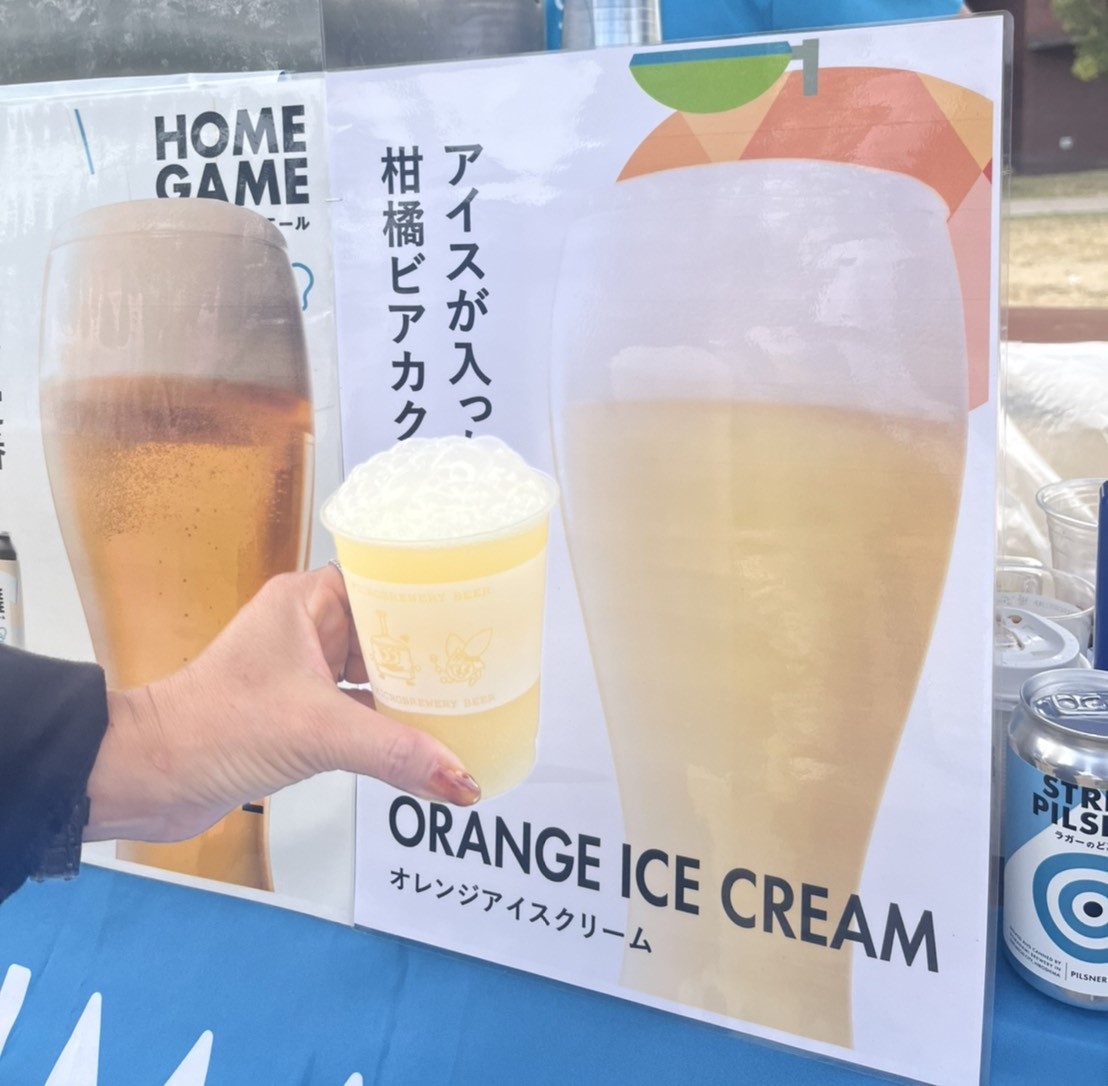 HOME
GAME
ール
アイスが入っ
柑橘ビアカク
ORANGE ICE CREAM
オレンジアイスクリーム
PILS
ラガーのど
PILSNER